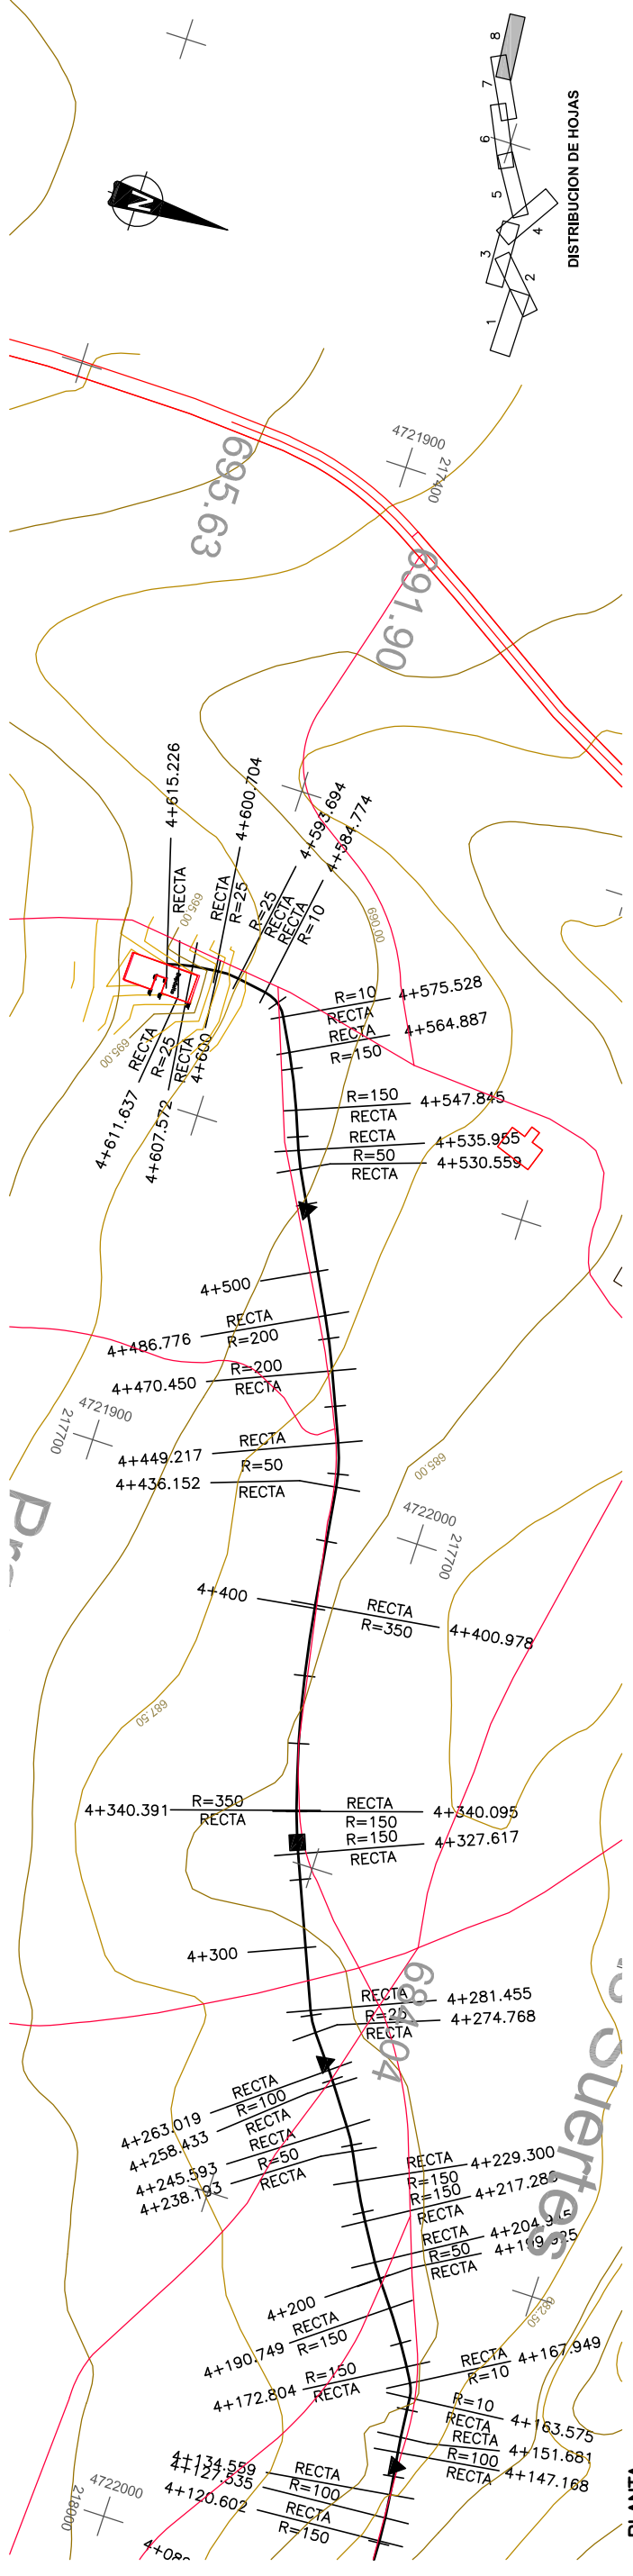 8
7
6
5
4
3
2
1
DISTRIBUCION DE HOJAS
N
4721900
217400
695.63
691.90
4+615.226
RECTA
4+600.704
RECTA
R=25
695.00
4+593.694
R=25
RECTA
4+584.774
RECTA
R=10
690.00
R=10
4+575.528
RECTA
RECTA
4+564.887
R=150
695.00
4+611.637
RECTA
R=25
4+607.572
RECTA
4+600
R=150
4+547.845
RECTA
RECTA
4+535.955
R=50
4+530.559
RECTA
4+500
RECTA
4+486.776
R=200
R=200
4+470.450
RECTA
4721900
217700
RECTA
4+449.217
R=50
4+436.152
RECTA
685.00
4722000
217700
4+400
RECTA
R=350
4+400.978
687.50
R=350
4+340.391
RECTA
RECTA
4+340.095
R=150
R=150
4+327.617
RECTA
4+300
684.04
RECTA
4+281.455
R=25
4+274.768
RECTA
RECTA
4+263.019
R=100
4+258.433
RECTA
RECTA
4+245.593
R=50
4+238.193
RECTA
Suertes
RECTA
4+229.300
R=150
R=150
4+217.283
RECTA
RECTA
R=50
RECTA
4+200
682.50
RECTA
4+190.749
R=150
R=150
4+172.804
RECTA
RECTA
4+167.949
R=10
R=10
4+163.575
RECTA
RECTA
4+151.681
R=100
4+147.168
RECTA
4+134.559
RECTA
4+127.535
R=100
4+120.602
RECTA
R=150
4722000
218000